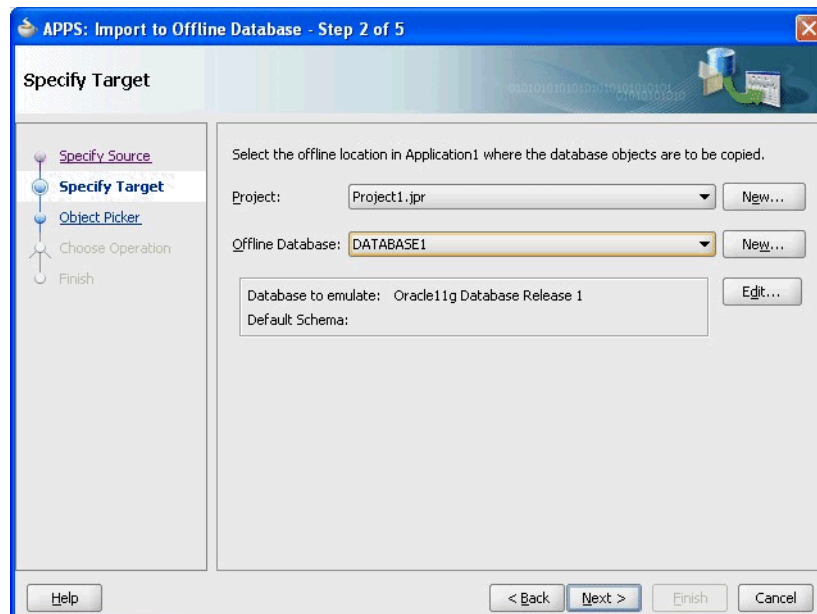 APPS: Import to Offline Database - Step 2 of 5
Specify Target
Specify Source
Specify Target
Object Picker
Choose Operation
Finish
Select the offline location in Application1 where the database objects are to be copied.
Project: Project1.jpr New...
Offline Database: DATABASE1 New...
Database to emulate: Oracle11g Database Release 1 Edit...
Default Schema:
Help < Back Next > Finish Cancel